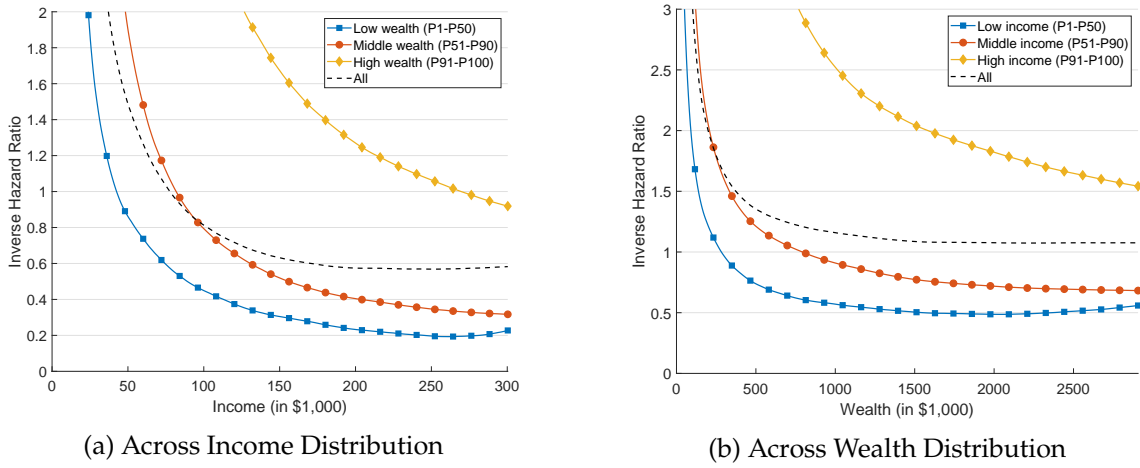 Low wealth (P1-P50)
Middle wealth (P51-P90)
High wealth (P91-P100)
All
Inverse Hazard Ratio
2
1.8
1.6
1.4
1.2
1
0.8
0.6
0.4
0.2
0
0 50 100 150 200 250 300
Income (in $1,000)
(a) Across Income Distribution
Low income (P1-P50)
Middle income (P51-P90)
High income (P91-P100)
All
Inverse Hazard Ratio
3
2.5
2
1.5
1
0.5
0
0 500 1000 1500 2000 2500
Wealth (in $1,000)
(b) Across Wealth Distribution